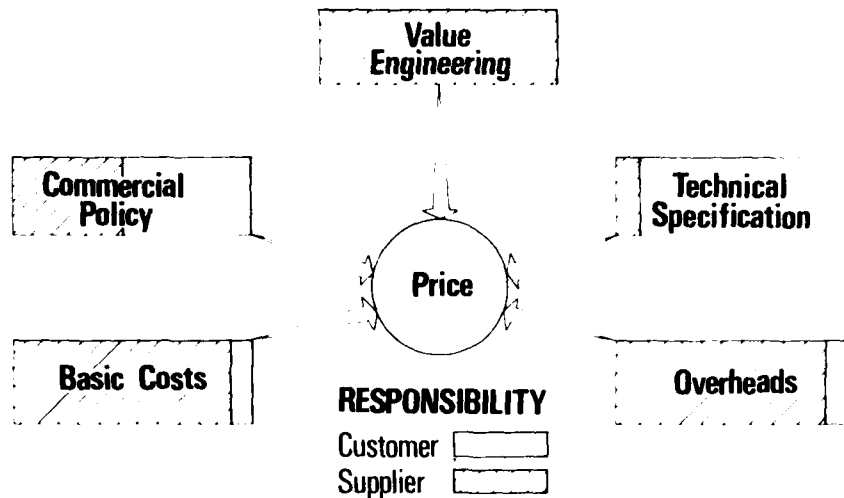 Value
Engineering
Commercial
Policy
Technical
Specification
Price
Basic Costs
Overheads
RESPONSIBILITY
Customer
Supplier